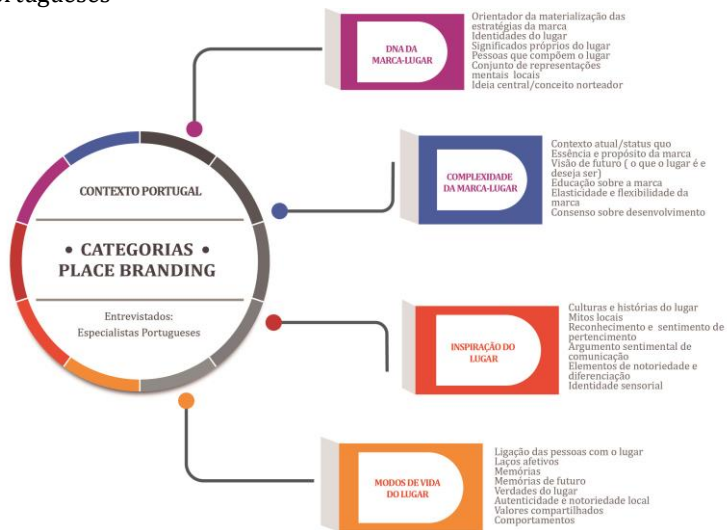 ortugueses
CONTEXTO PORTUGAL
• CATEGORIAS •
PLACE BRANDING
Entrevistados:
Especialistas Portugueses
DNA DA
MARCA-LUGAR
Orientador da materialização das
estratégias da marca
Identidades do lugar
Significados próprios do lugar
Pessoas que compõem o lugar
Conjunto de representações
mentais locais
Ideia central/conceito norteador
COMPLEXIDADE
DA MARCA-LUGAR
Contexto atual/status quo
Essência e propósito da marca
Visão de futuro ( o que o lugar é e
deseja ser)
Educação sobre a marca
Elasticidade e flexibilidade da
marca
Consenso sobre desenvolvimento
INSPIRAÇÃO DO
LUGAR
Culturas e histórias do lugar
Mitos locais
Reconhecimento e sentimento de
pertencimento
Argumento sentimental de
comunicação
Elementos de notoriedade e
diferenciação
Identidade sensorial
MODOS DE VIDA
DO LUGAR
Ligação das pessoas com o lugar
Laços afetivos
Memórias
Memórias de futuro
Verdades do lugar
Autenticidade e notoriedade local
Valores compartilhados
Comportamentos